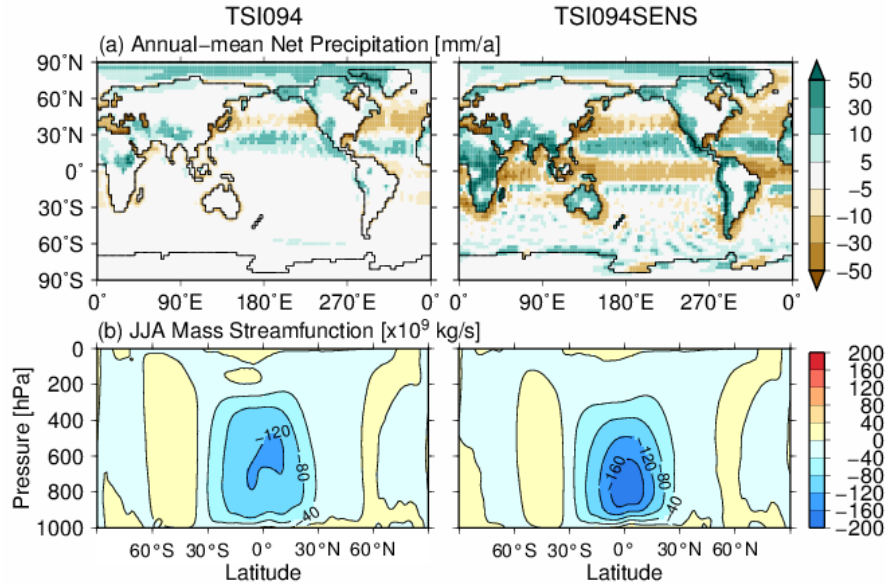 TSI094 TSI094SENS
(a) Annual−mean Net Precipitation [mm/a]
90˚N
60˚N
30˚N
0˚
30˚S
60˚S
90˚S
0˚ 90˚E 180˚E 270˚E 0˚ 0˚ 90˚E 180˚E 270˚E 0˚
50
30
10
5
−5
−10
−30
−50
(b) JJA Mass Streamfunction [x10⁹ kg/s]
Pressure [hPa]
0
200
400
600
800
1000
−120
−80
−40
0
−160
−120
−80
−40
200
160
120
80
40
0
−40
−80
−120
−160
−200
60˚S 30˚S 0˚ 30˚N 60˚N 60˚S 30˚S 0˚ 30˚N 60˚N
Latitude Latitude